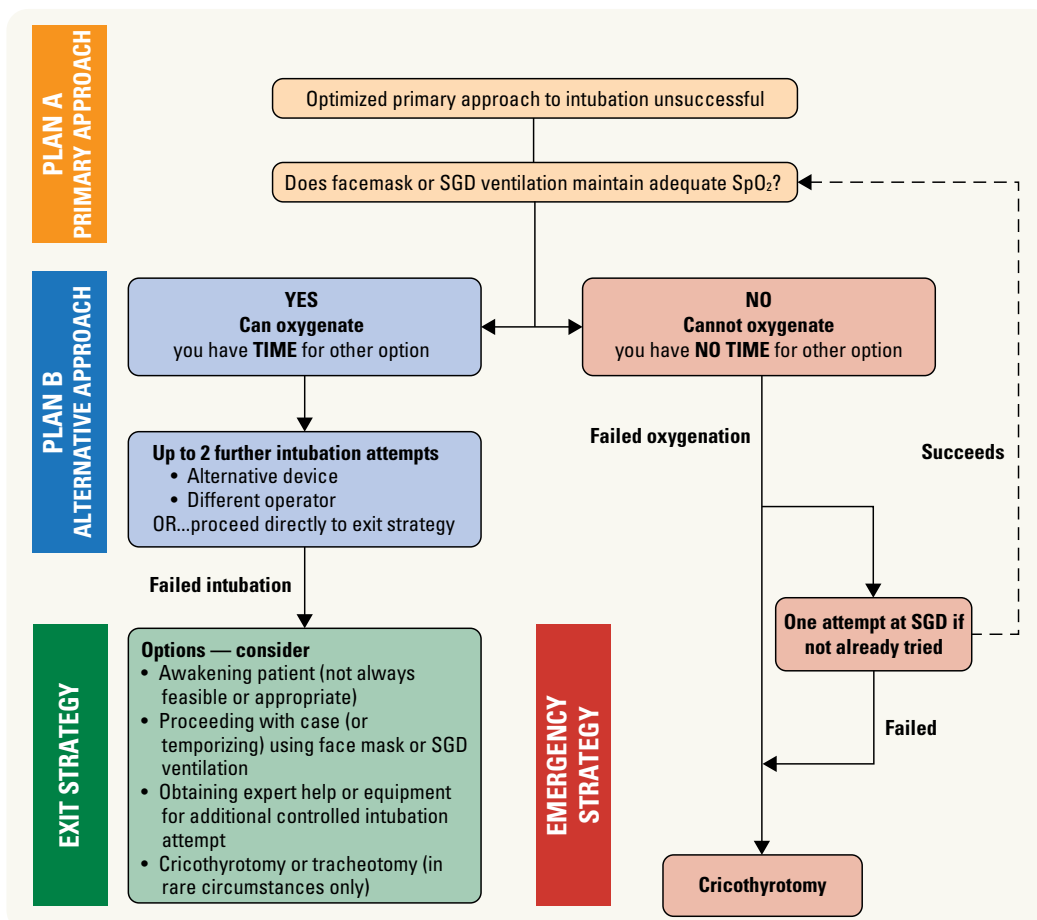 PLAN A
PRIMARY APPROACH
Optimized primary approach to intubation unsuccessful
Does facemask or SGD ventilation maintain adequate SpO₂?
PLAN B
ALTERNATIVE APPROACH
YES
Can oxygenate
you have TIME for other option
NO
Cannot oxygenate
you have NO TIME for other option
Up to 2 further intubation attempts
• Alternative device
• Different operator
OR...proceed directly to exit strategy
Failed oxygenation
Succeeds
Failed intubation
EXIT STRATEGY
Options — consider
• Awakening patient (not always
feasible or appropriate)
• Proceeding with case (or
temporizing) using face mask or SGD
ventilation
• Obtaining expert help or equipment
for additional controlled intubation
attempt
• Cricothyrotomy or tracheotomy (in
rare circumstances only)
EMERGENCY
STRATEGY
One attempt at SGD if
not already tried
Failed
Cricothyrotomy